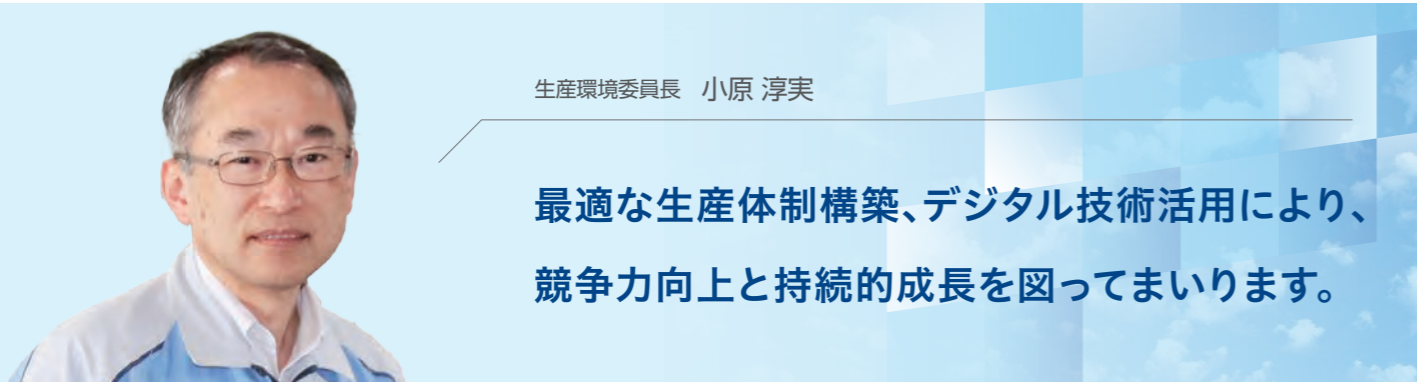 生産環境委員長 小原 淳実
最適な生産体制構築、デジタル技術活用により、
競争力向上と持続的成長を図ってまいります。